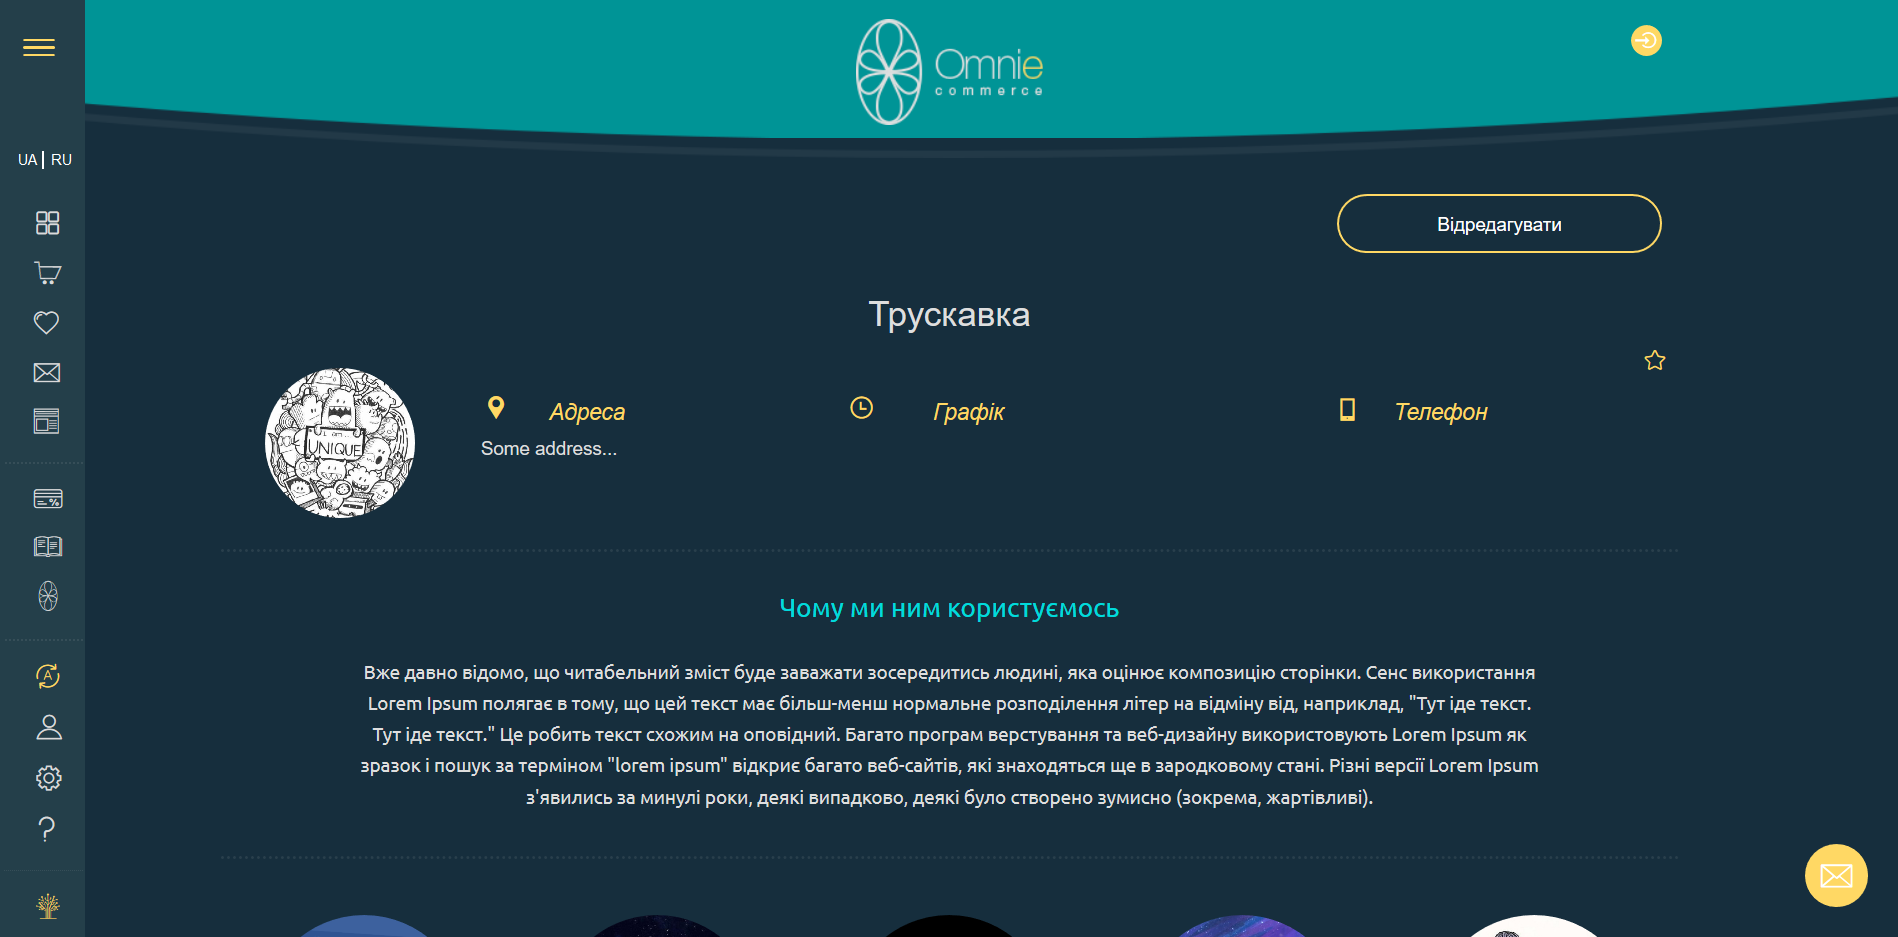 Omnie
commerce
UA | RU
Відредагувати
Трускавка
Адреса
Графік
Телефон
Some address...
I am
UNIQUE
Чому ми ним користуємось
Вже давно відомо, що читабельний зміст буде заважати зосередитись людині, яка оцінює композицію сторінки. Сенс використання
Lorem Ipsum полягає в тому, що цей текст має більш-менш нормальне розподілення літер на відміну від, наприклад, "Тут іде текст.
Тут іде текст." Це робить текст схожим на оповідний. Багато програм верстування та веб-дизайну використовують Lorem Ipsum як
зразок і пошук за терміном "lorem ipsum" відкриє багато веб-сайтів, які знаходяться ще в зародковому стані. Різні версії Lorem Ipsum
з'явились за минулі роки, деякі випадково, деякі було створено зумисно (зокрема, жартівливі).